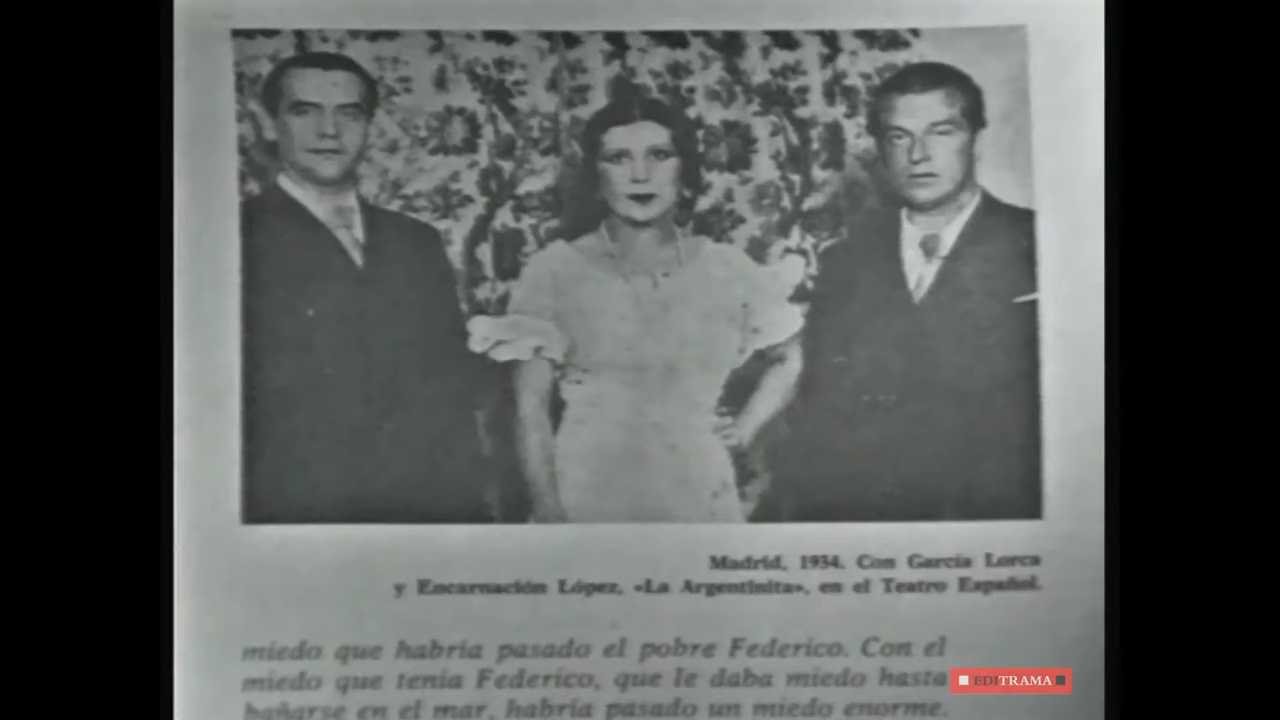 Madrid, 1934. Con García Lorca
y Encarnación López, «La Argentinita», en el Teatro Español.
miedo que habría pasado el pobre Federico. Con el
miedo que tenía Federico, que le daba miedo hasta
bañarse en el mar, habría pasado un miedo enorme.
EDITRAMA